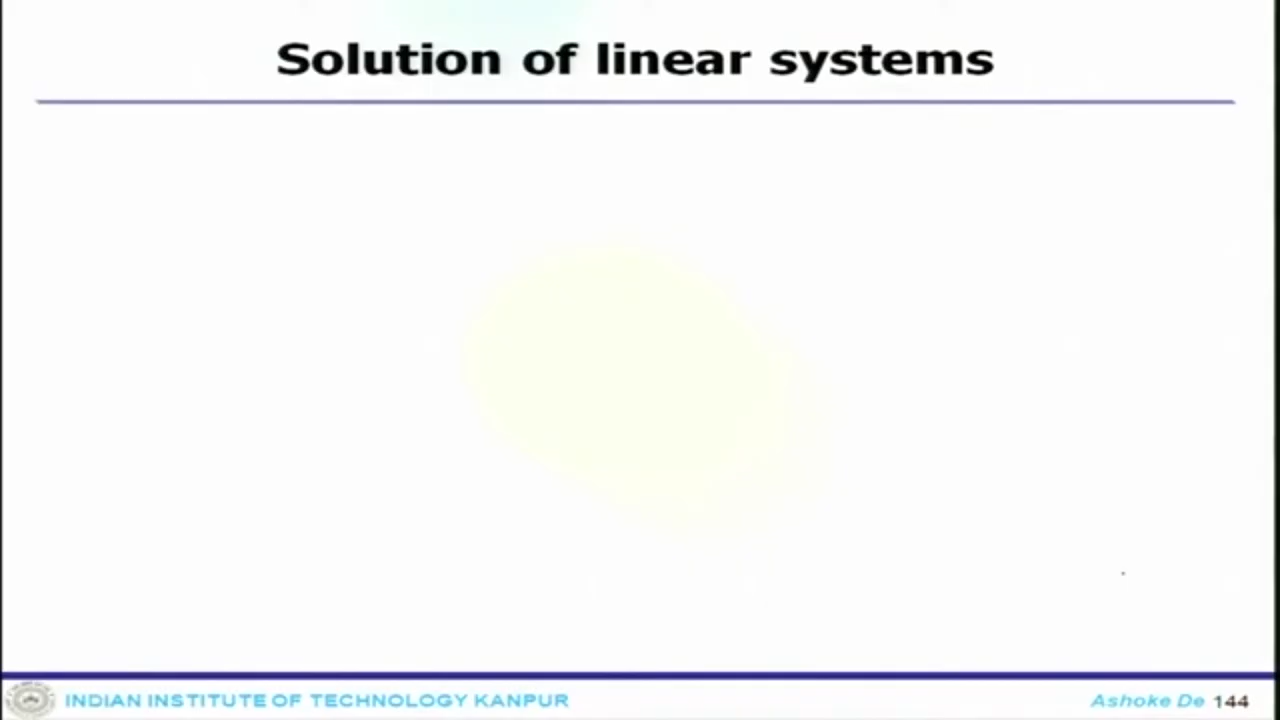 Solution of linear systems
INDIAN INSTITUTE OF TECHNOLOGY KANPUR
Ashoke De 144